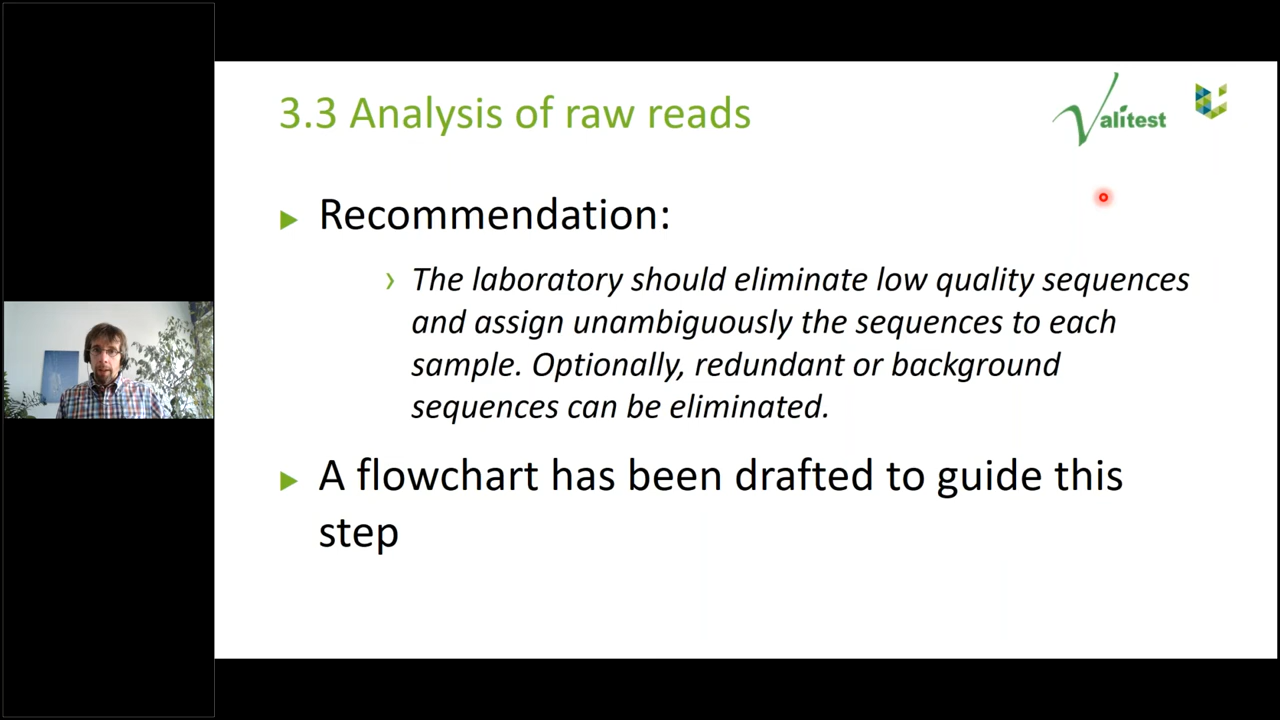 3.3 Analysis of raw reads
Valitest
Recommendation:
The laboratory should eliminate low quality sequences
and assign unambiguously the sequences to each
sample. Optionally, redundant or background
sequences can be eliminated.
A flowchart has been drafted to guide this
step